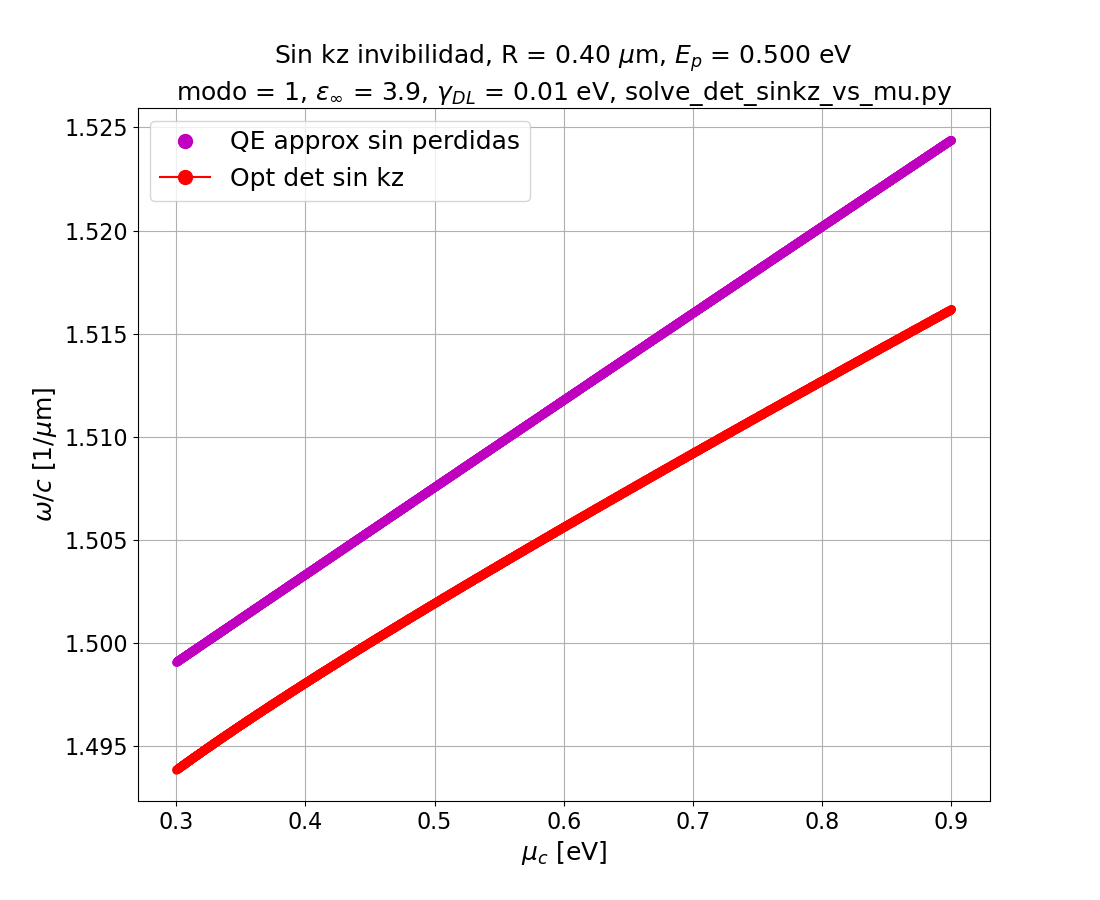 Sin kz invibilidad, R = 0.40 μm, E_p = 0.500 eV
modo = 1, ε_∞ = 3.9, γ_DL = 0.01 eV, solve_det_sinkz_vs_mu.py
QE approx sin perdidas
Opt det sin kz
1.525
1.520
1.515
1.510
1.505
1.500
1.495
ω/c [1/μm]
0.3 0.4 0.5 0.6 0.7 0.8 0.9
μ_c [eV]